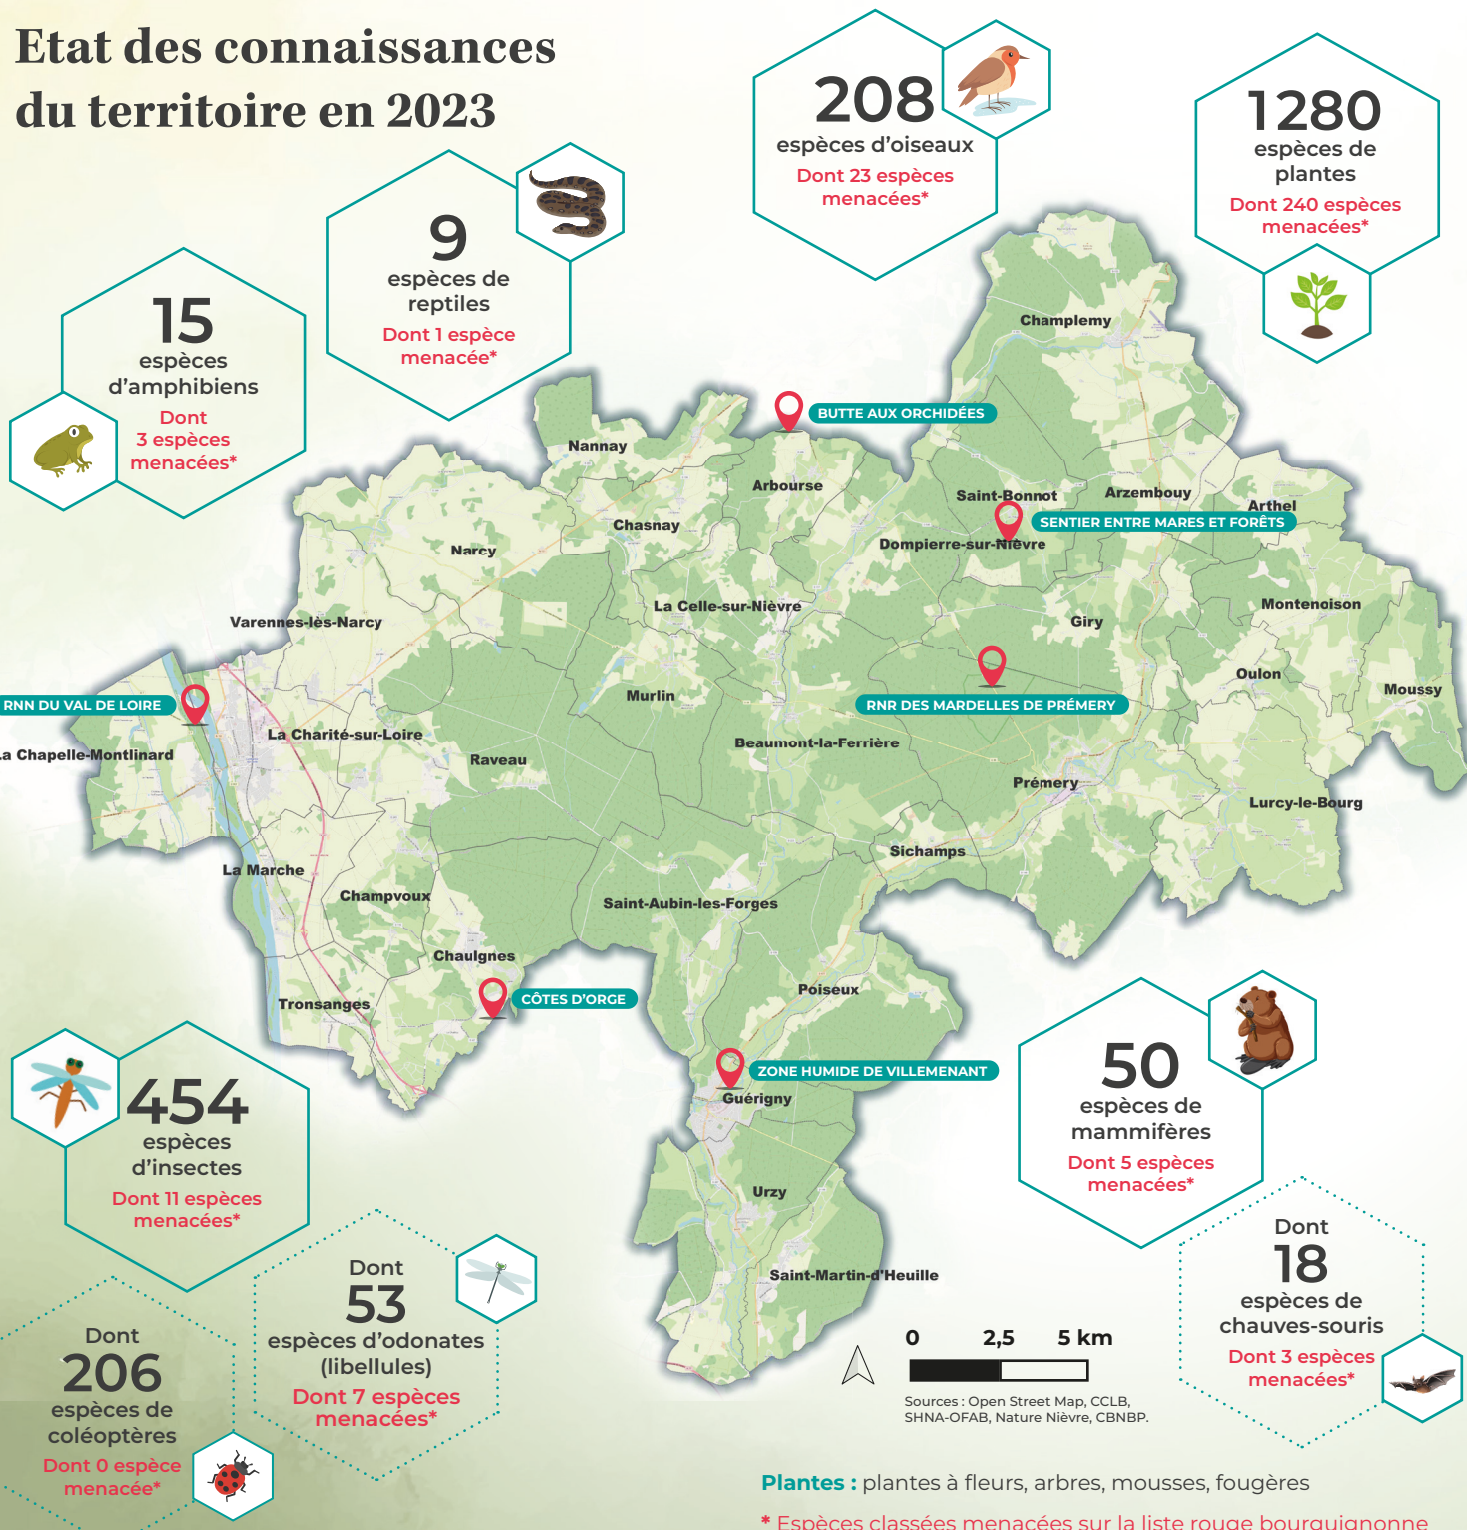 Etat des connaissances
du territoire en 2023
208
espèces d'oiseaux
Dont 23 espèces
menacées*
1280
espèces de
plantes
Dont 240 espèces
menacées*
9
espèces de
reptiles
Dont 1 espèce
menacée*
15
espèces
d'amphibiens
Dont
3 espèces
menacées*
Champlemy
BUTTE AUX ORCHIDÉES
Nannay
Arbourse
Saint-Bonnot
Arzembouy
Arthel
Chasnay
SENTIER ENTRE MARES ET FORÊTS
Dompierre-sur-Nièvre
Narcy
La Celle-sur-Nièvre
Montenoison
Varennes-lès-Narcy
Giry
Oulon
Moussy
Murlin
RNN DU VAL DE LOIRE
RNR DES MARDELLES DE PRÉMERY
La Charité-sur-Loire
Beaumont-la-Ferrière
La Chapelle-Montlinard
Raveau
Prémery
Lurcy-le-Bourg
Sichamps
La Marche
Champvoux
Saint-Aubin-les-Forges
Chaulgnes
Poiseux
CÔTES D'ORGE
Tronsanges
ZONE HUMIDE DE VILLEMENANT
Guérigny
Urzy
Saint-Martin-d'Heuille
454
espèces
d'insectes
Dont 11 espèces
menacées*
50
espèces de
mammifères
Dont 5 espèces
menacées*
Dont
18
espèces de
chauves-souris
Dont 3 espèces
menacées*
Dont
53
espèces d'odonates
(libellules)
Dont 7 espèces
menacées*
Dont
206
espèces de
coléoptères
Dont 0 espèce
menacée*
0 2,5 5 km
Sources : Open Street Map, CCLB,
SHNA-OFAB, Nature Nièvre, CBNBP.
Plantes : plantes à fleurs, arbres, mousses, fougères
* Espèces classées menacées sur la liste rouge bourguignonne